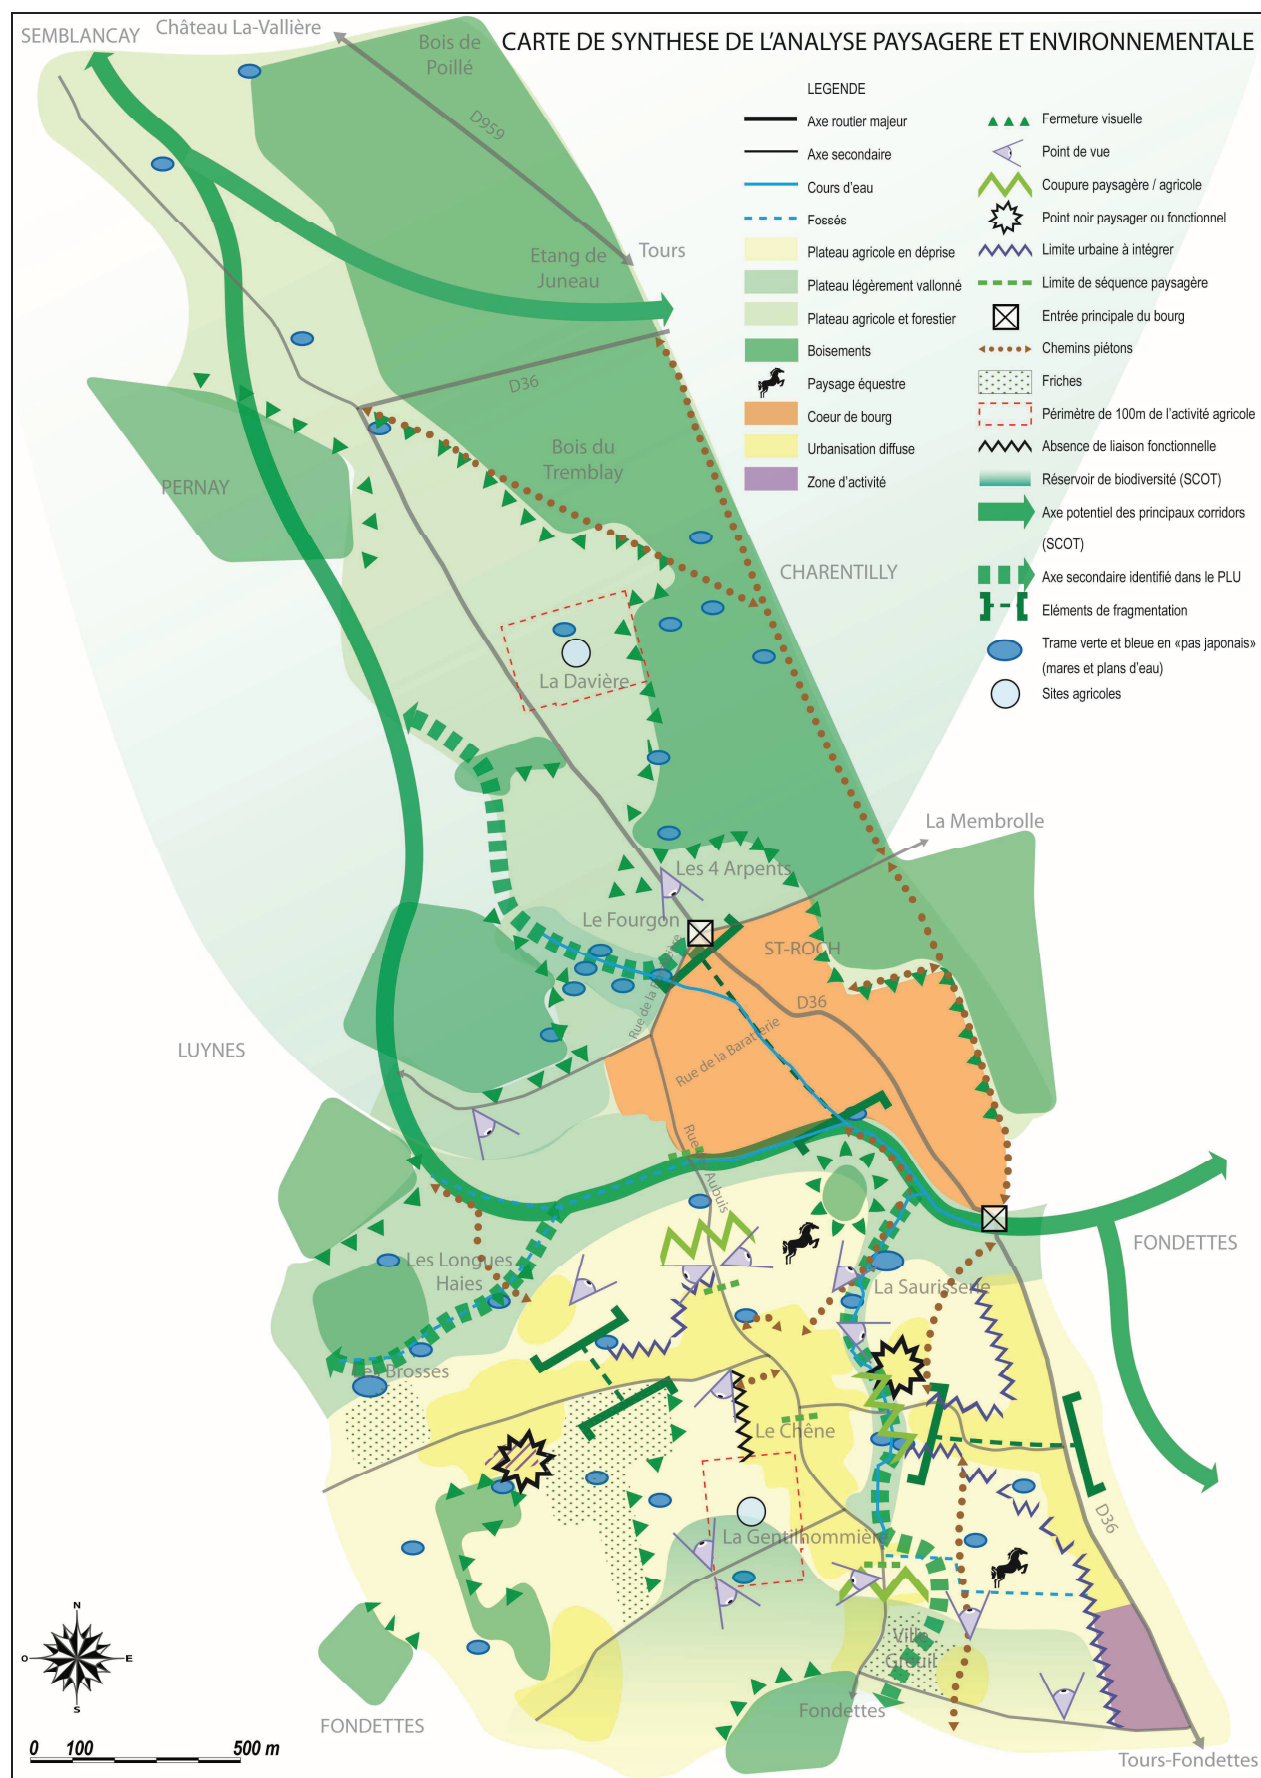 CARTE DE SYNTHESE DE L'ANALYSE PAYSAGERE ET ENVIRONNEMENTALE
SEMBLANCAY
Château La-Vallière
Bois de
Poillé
D959
Etang de
Juneau
Tours
D36
Bois du
Tremblay
PERNAY
CHARENTILLY
La Davière
La Membrolle
Les 4 Arpents
Le Fourgon
ST-ROCH
D36
Rue de la Baratterie
LUYNES
Aubuis
FONDETTES
Les Longues
Haies
La Saurisserie
Brosses
Le Chêne
La Gentilhommière
D36
Ville
Greuil
Fondettes
FONDETTES
Tours-Fondettes
LEGENDE
Axe routier majeur
Axe secondaire
Cours d'eau
Fossés
Plateau agricole en déprise
Plateau légèrement vallonné
Plateau agricole et forestier
Boisements
Paysage équestre
Coeur de bourg
Urbanisation diffuse
Zone d'activité
Fermeture visuelle
Point de vue
Coupure paysagère / agricole
Point noir paysager ou fonctionnel
Limite urbaine à intégrer
Limite de séquence paysagère
Entrée principale du bourg
Chemins piétons
Friches
Périmètre de 100m de l'activité agricole
Absence de liaison fonctionnelle
Réservoir de biodiversité (SCOT)
Axe potentiel des principaux corridors
(SCOT)
Axe secondaire identifié dans le PLU
Eléments de fragmentation
Trame verte et bleue en «pas japonais»
(mares et plans d'eau)
Sites agricoles
N
O
E
S
0 100 500 m